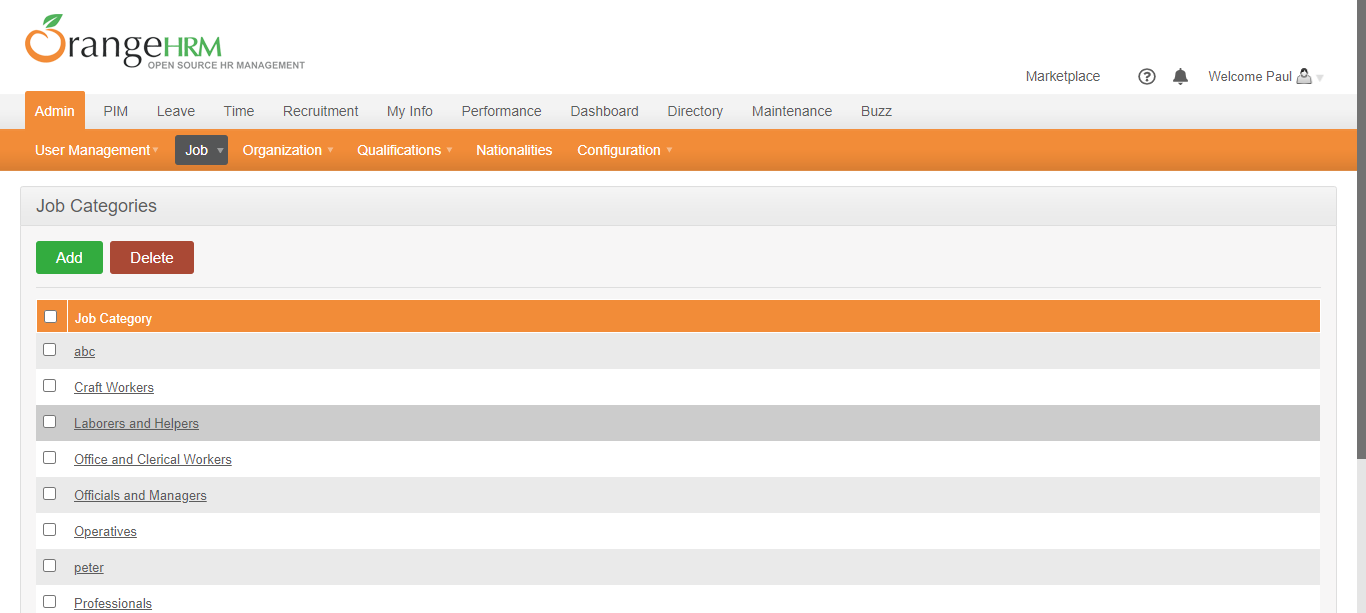 OrangeHRM
OPEN SOURCE HR MANAGEMENT
Marketplace ? Welcome Paul
Admin PIM Leave Time Recruitment My Info Performance Dashboard Directory Maintenance Buzz
User Management Job Organization Qualifications Nationalities Configuration
Job Categories
Add Delete
Job Category
abc
Craft Workers
Laborers and Helpers
Office and Clerical Workers
Officials and Managers
Operatives
peter
Professionals